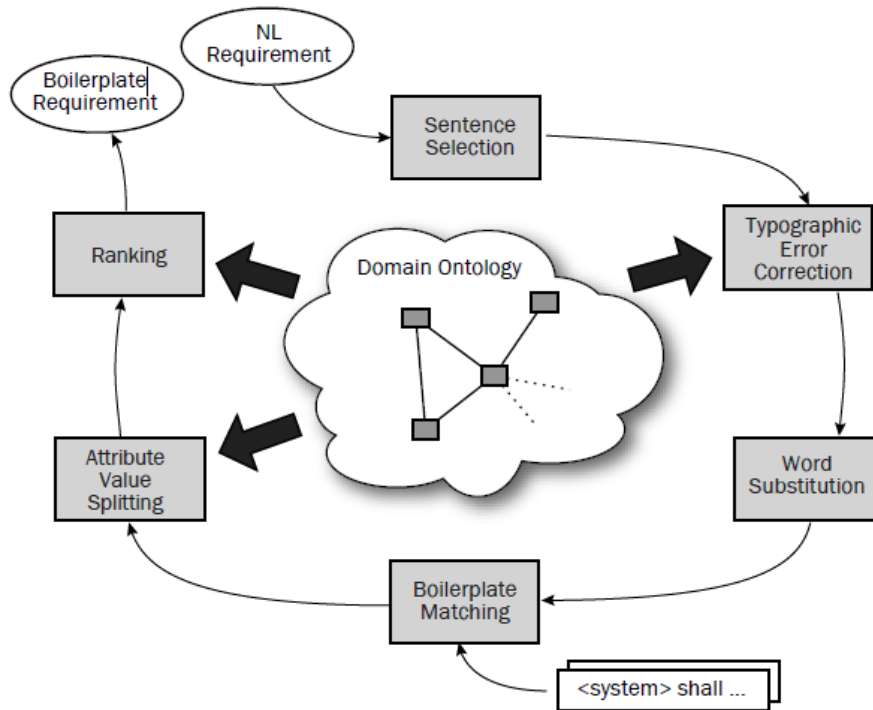 NL
Requirement
Boilerplate
Requirement
Sentence
Selection
Typographic
Error
Correction
Ranking
Domain Ontology
Attribute
Value
Splitting
Word
Substitution
Boilerplate
Matching
<system> shall ...